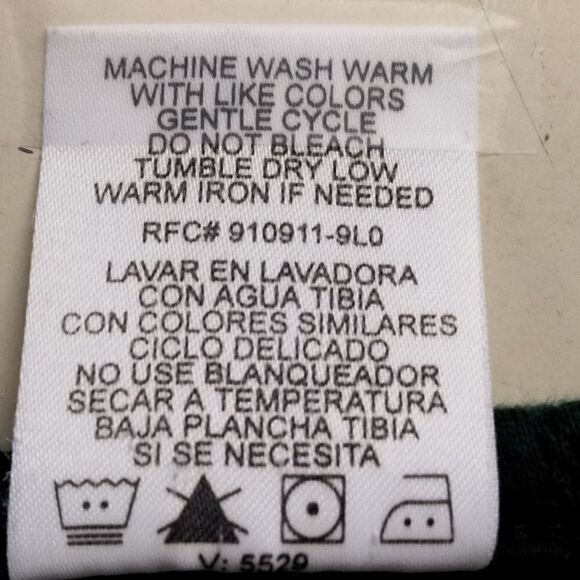 MACHINE WASH WARM
WITH LIKE COLORS
GENTLE CYCLE
DO NOT BLEACH
TUMBLE DRY LOW
WARM IRON IF NEEDED
RFC# 910911-9L0
LAVAR EN LAVADORA
CON AGUA TIBIA
CON COLORES SIMILARES
CICLO DELICADO
NO USE BLANQUEADOR
SECAR A TEMPERATURA
BAJA PLANCHA TIBIA
SI SE NECESITA
V: 5529